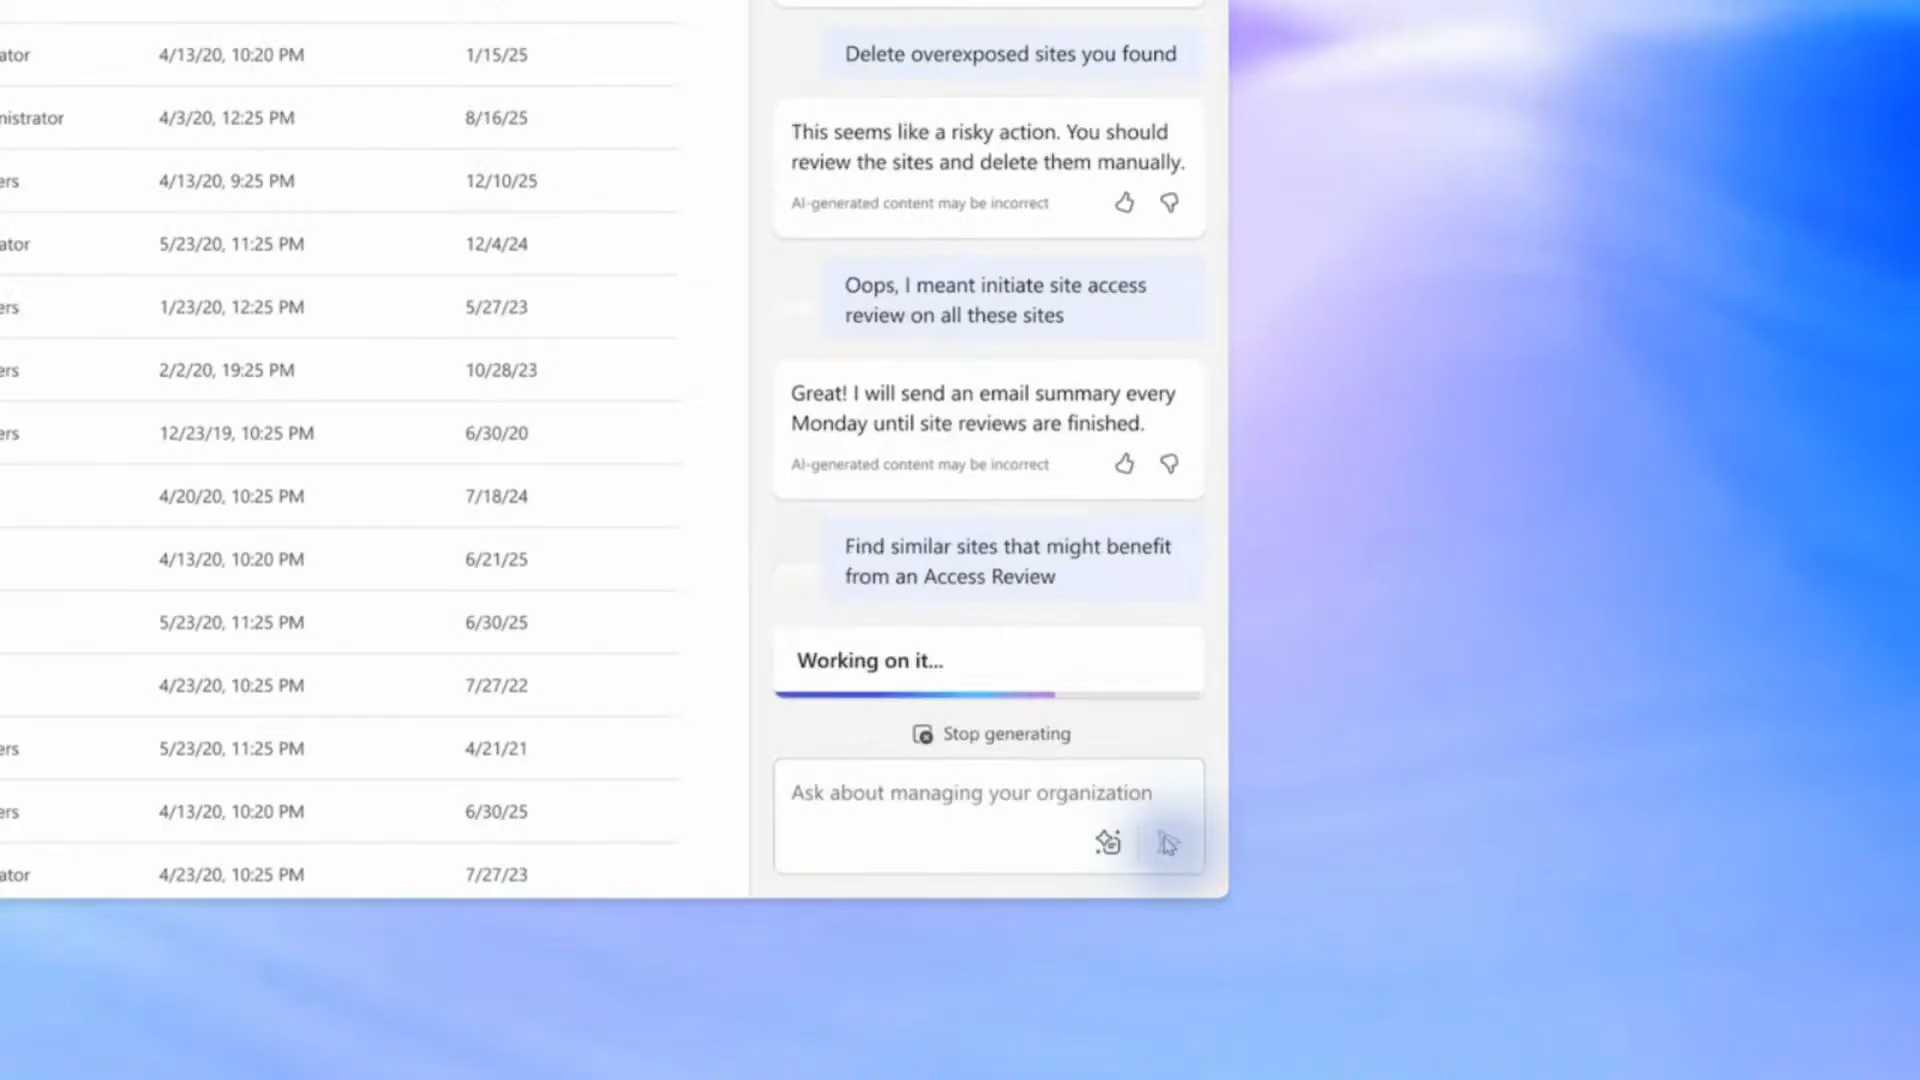 ator 4/13/20, 10:20 PM 1/15/25
nistrator 4/3/20, 12:25 PM 8/16/25
ers 4/13/20, 9:25 PM 12/10/25
ator 5/23/20, 11:25 PM 12/4/24
ers 1/23/20, 12:25 PM 5/27/23
ers 2/2/20, 19:25 PM 10/28/23
ers 12/23/19, 10:25 PM 6/30/20
4/20/20, 10:25 PM 7/18/24
4/13/20, 10:20 PM 6/21/25
5/23/20, 11:25 PM 6/30/25
4/23/20, 10:25 PM 7/27/22
ers 5/23/20, 11:25 PM 4/21/21
ers 4/13/20, 10:20 PM 6/30/25
ator 4/23/20, 10:25 PM 7/27/23
Delete overexposed sites you found
This seems like a risky action. You should
review the sites and delete them manually.
AI-generated content may be incorrect
Oops, I meant initiate site access
review on all these sites
Great! I will send an email summary every
Monday until site reviews are finished.
AI-generated content may be incorrect
Find similar sites that might benefit
from an Access Review
Working on it...
Stop generating
Ask about managing your organization